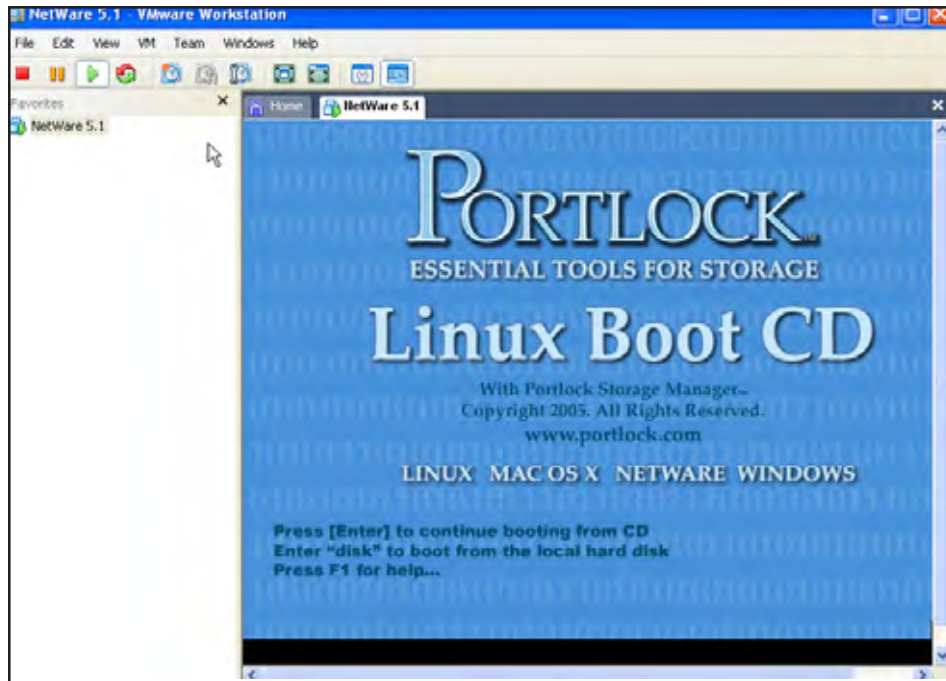 NetWare 5.1 - VMware Workstation
File Edit View VM Team Windows Help
Favorites
NetWare 5.1
Home NetWare 5.1
PORTLOCK
ESSENTIAL TOOLS FOR STORAGE
Linux Boot CD
With Portlock Storage Manager™
Copyright 2005. All Rights Reserved.
www.portlock.com
LINUX MAC OS X NETWARE WINDOWS
Press [Enter] to continue booting from CD
Enter "disk" to boot from the local hard disk
Press F1 for help...